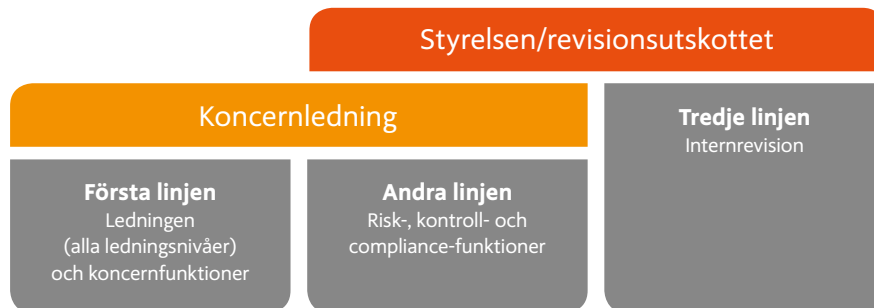 Styrelsen/revisionsutskottet
Koncernledning
Första linjen
Ledningen
(alla ledningsnivåer)
och koncernfunktioner
Andra linjen
Risk-, kontroll- och
compliance-funktioner
Tredje linjen
Internrevision